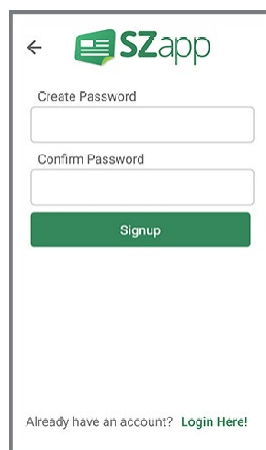 SZapp
Create Password
Confirm Password
Signup
Already have an account? Login Here!